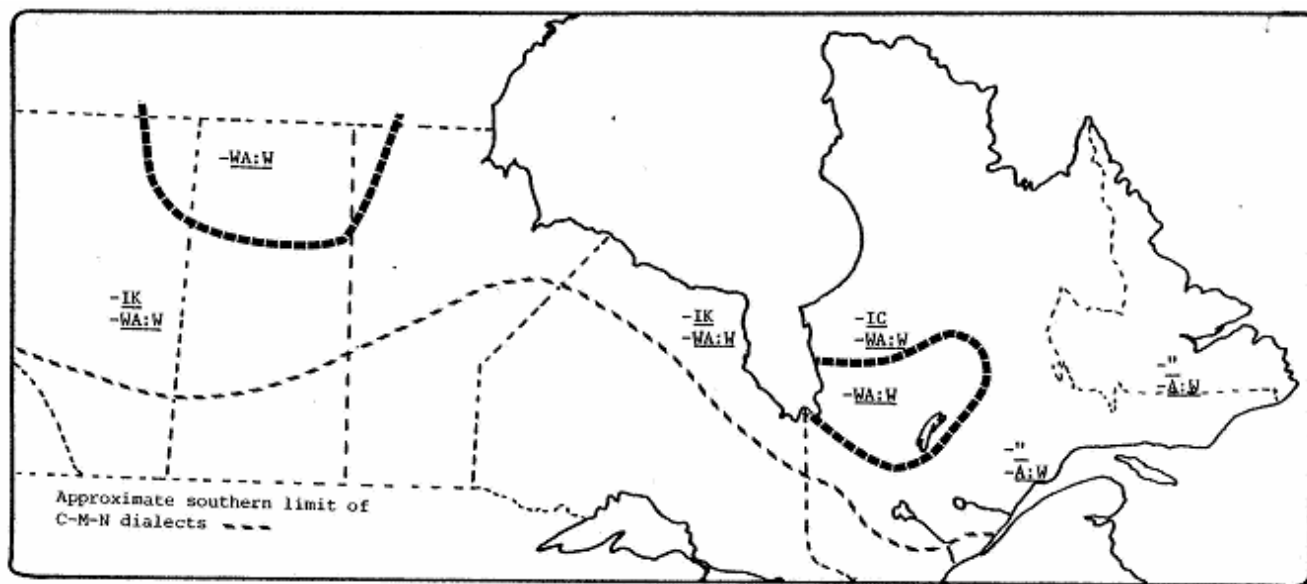 -WA:W
-IK
-WA:W
-IK
-WA:W
-IC
-WA:W
-WA:W
-"
-A:W
-"
-A:W
Approximate southern limit of
C-M-N dialects